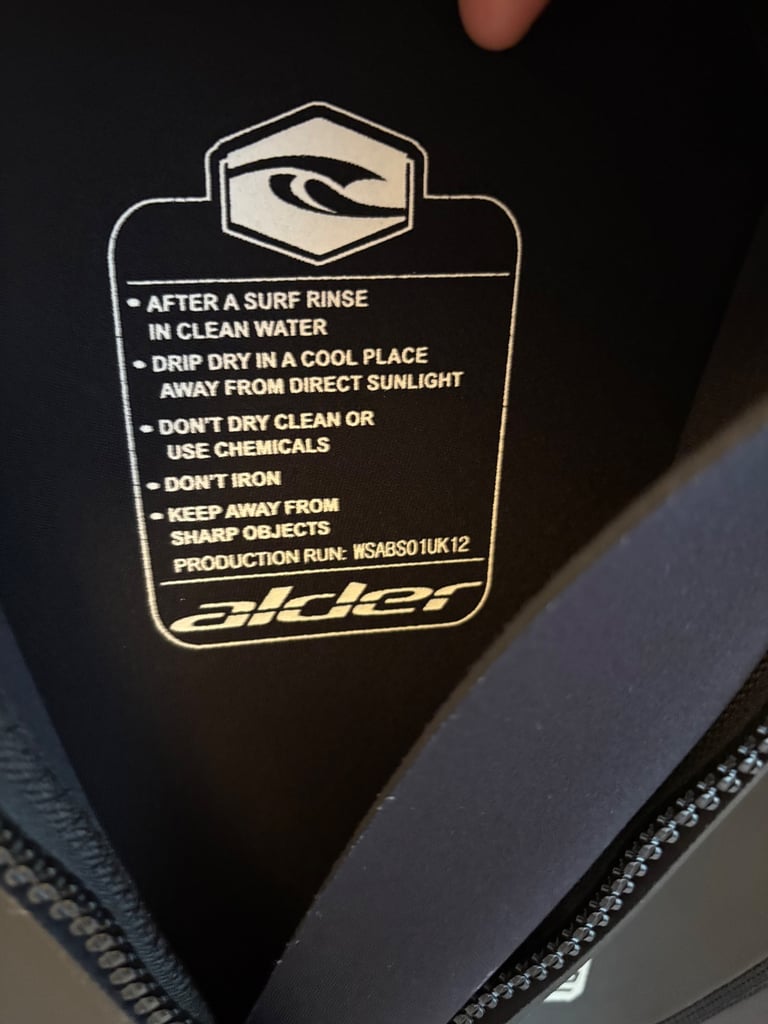 • AFTER A SURF RINSE
IN CLEAN WATER
• DRIP DRY IN A COOL PLACE
AWAY FROM DIRECT SUNLIGHT
• DON'T DRY CLEAN OR
USE CHEMICALS
• DON'T IRON
• KEEP AWAY FROM
SHARP OBJECTS
PRODUCTION RUN: WSABS01UK12
alder